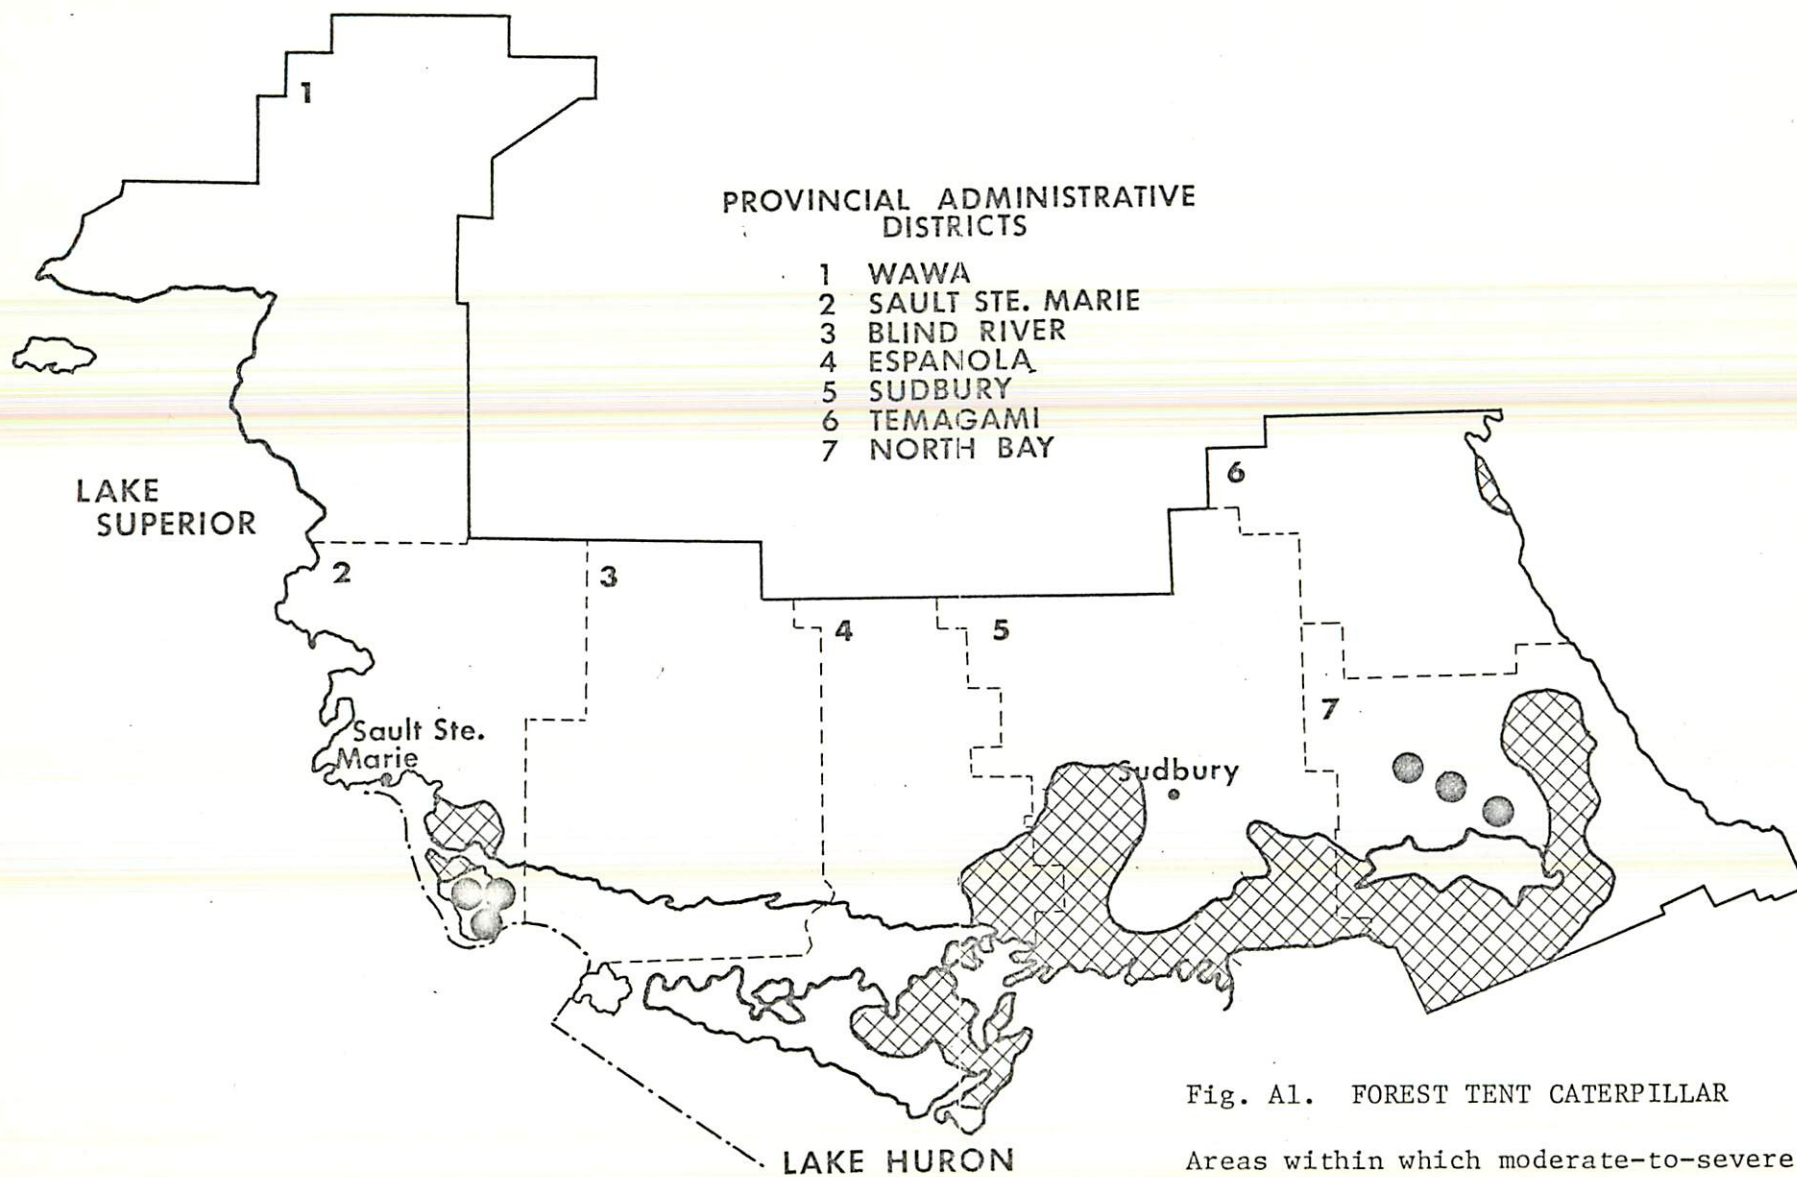 1
PROVINCIAL ADMINISTRATIVE
DISTRICTS
1 WAWA
2 SAULT STE. MARIE
3 BLIND RIVER
4 ESPANOLA
5 SUDBURY
6 TEMAGAMI
7 NORTH BAY
LAKE
SUPERIOR
6
2
3
4
5
7
Sault Ste.
Marie
Sudbury
LAKE HURON
Fig. A1. FOREST TENT CATERPILLAR
Areas within which moderate-to-severe